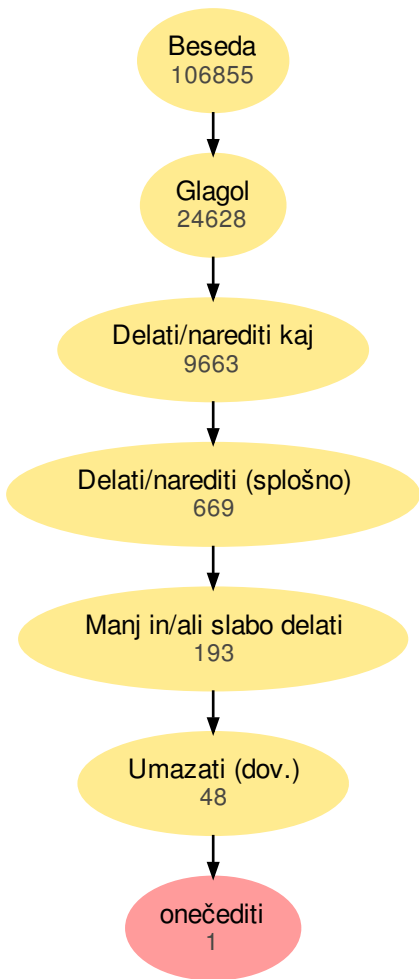 Beseda
106855
Glagol
24628
Delati/narediti kaj
9663
Delati/narediti (splošno)
669
Manj in/ali slabo delati
193
Umazati (dov.)
48
onečediti
1